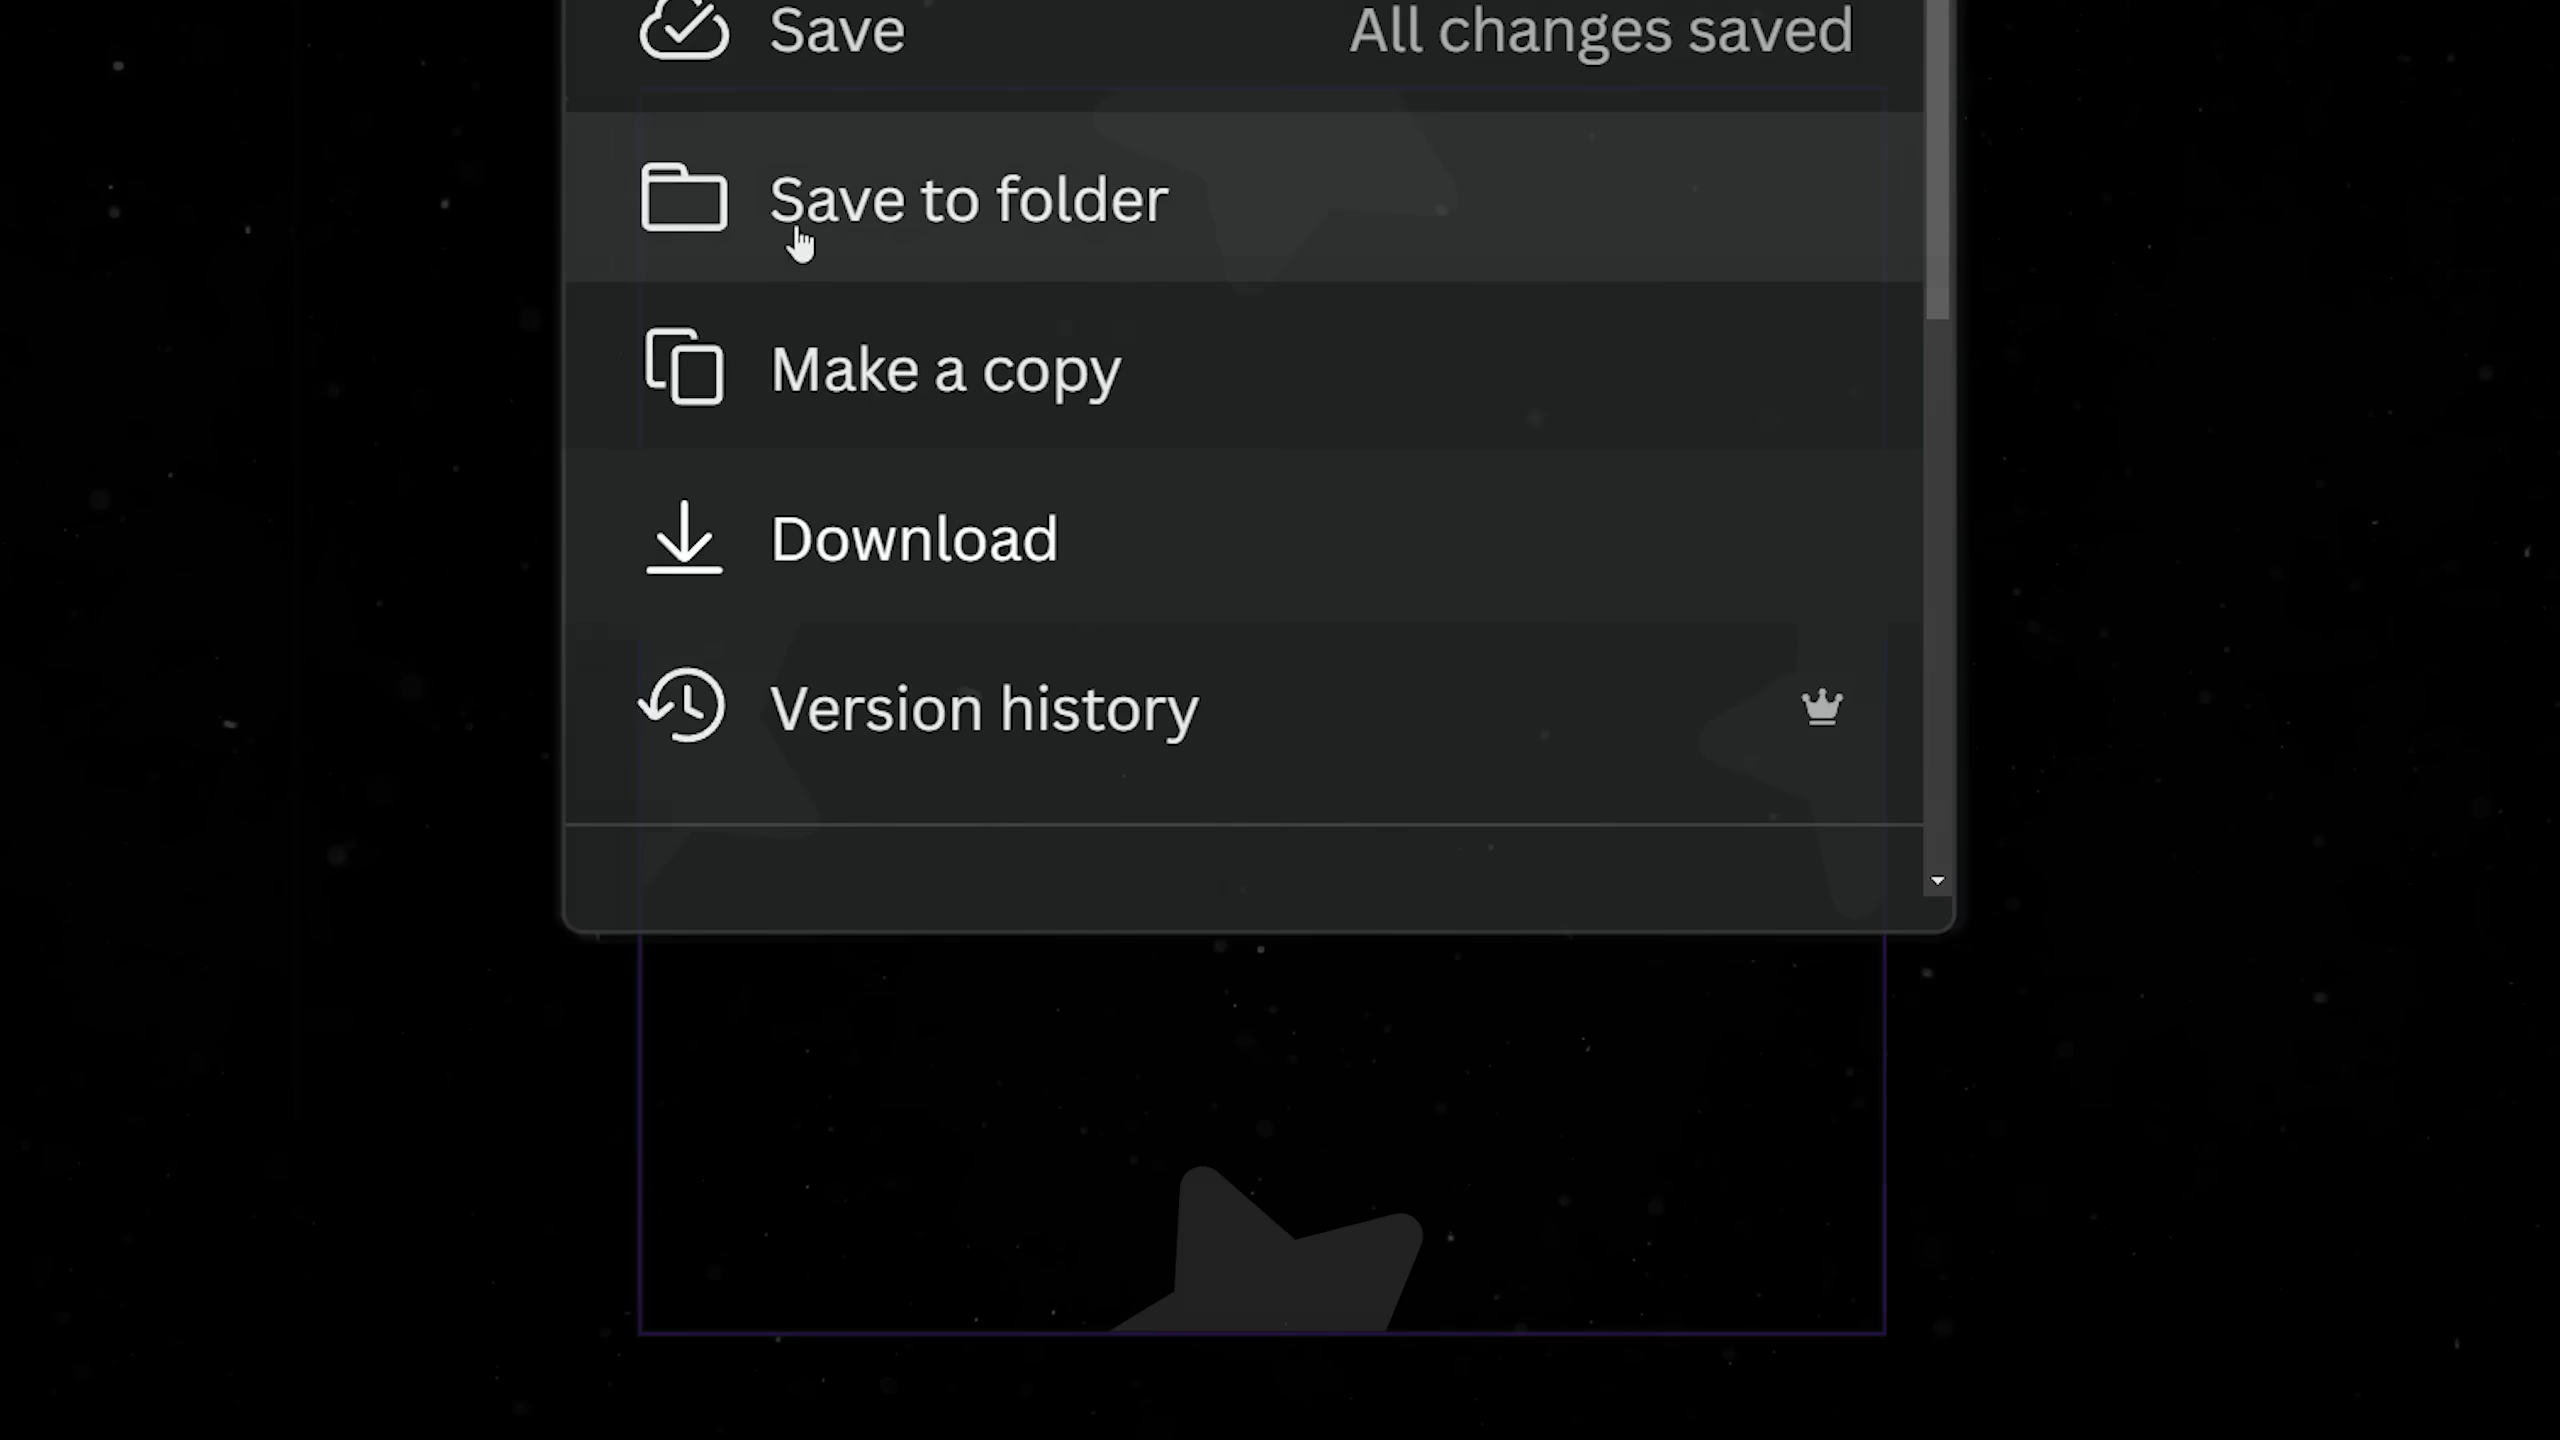 Save All changes saved
Save to folder
Make a copy
Download
Version history